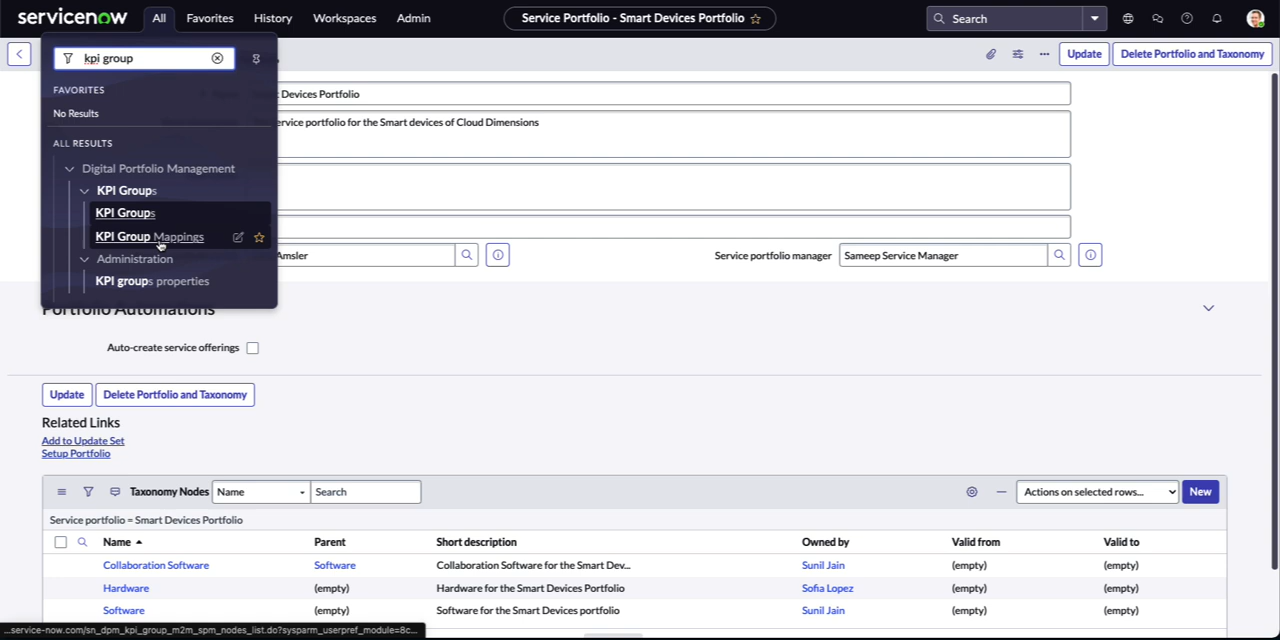 servicenow All Favorites History Workspaces Admin Service Portfolio - Smart Devices Portfolio Search
kpi group
Update Delete Portfolio and Taxonomy
FAVORITES
No Results
ALL RESULTS
Digital Portfolio Management
KPI Groups
KPI Groups
KPI Group Mappings
Administration
KPI groups properties
Devices Portfolio
ervice portfolio for the Smart devices of Cloud Dimensions
Amsler
Service portfolio manager Sameep Service Manager
Portfolio Automations
Auto-create service offerings
Update Delete Portfolio and Taxonomy
Related Links
Add to Update Set
Setup Portfolio
Taxonomy Nodes Name Search Actions on selected rows... New
Service portfolio = Smart Devices Portfolio
Name Parent Short description Owned by Valid from Valid to
Collaboration Software Software Collaboration Software for the Smart Dev... Sunil Jain (empty) (empty)
Hardware (empty) Hardware for the Smart Devices Portfolio Sofia Lopez (empty) (empty)
Software (empty) Software for the Smart Devices portfolio Sunil Jain (empty) (empty)
...service-now.com/sn_dpm_kpi_group_m2m_spm_nodes_list.do?sysparm_userpref_module=8c...